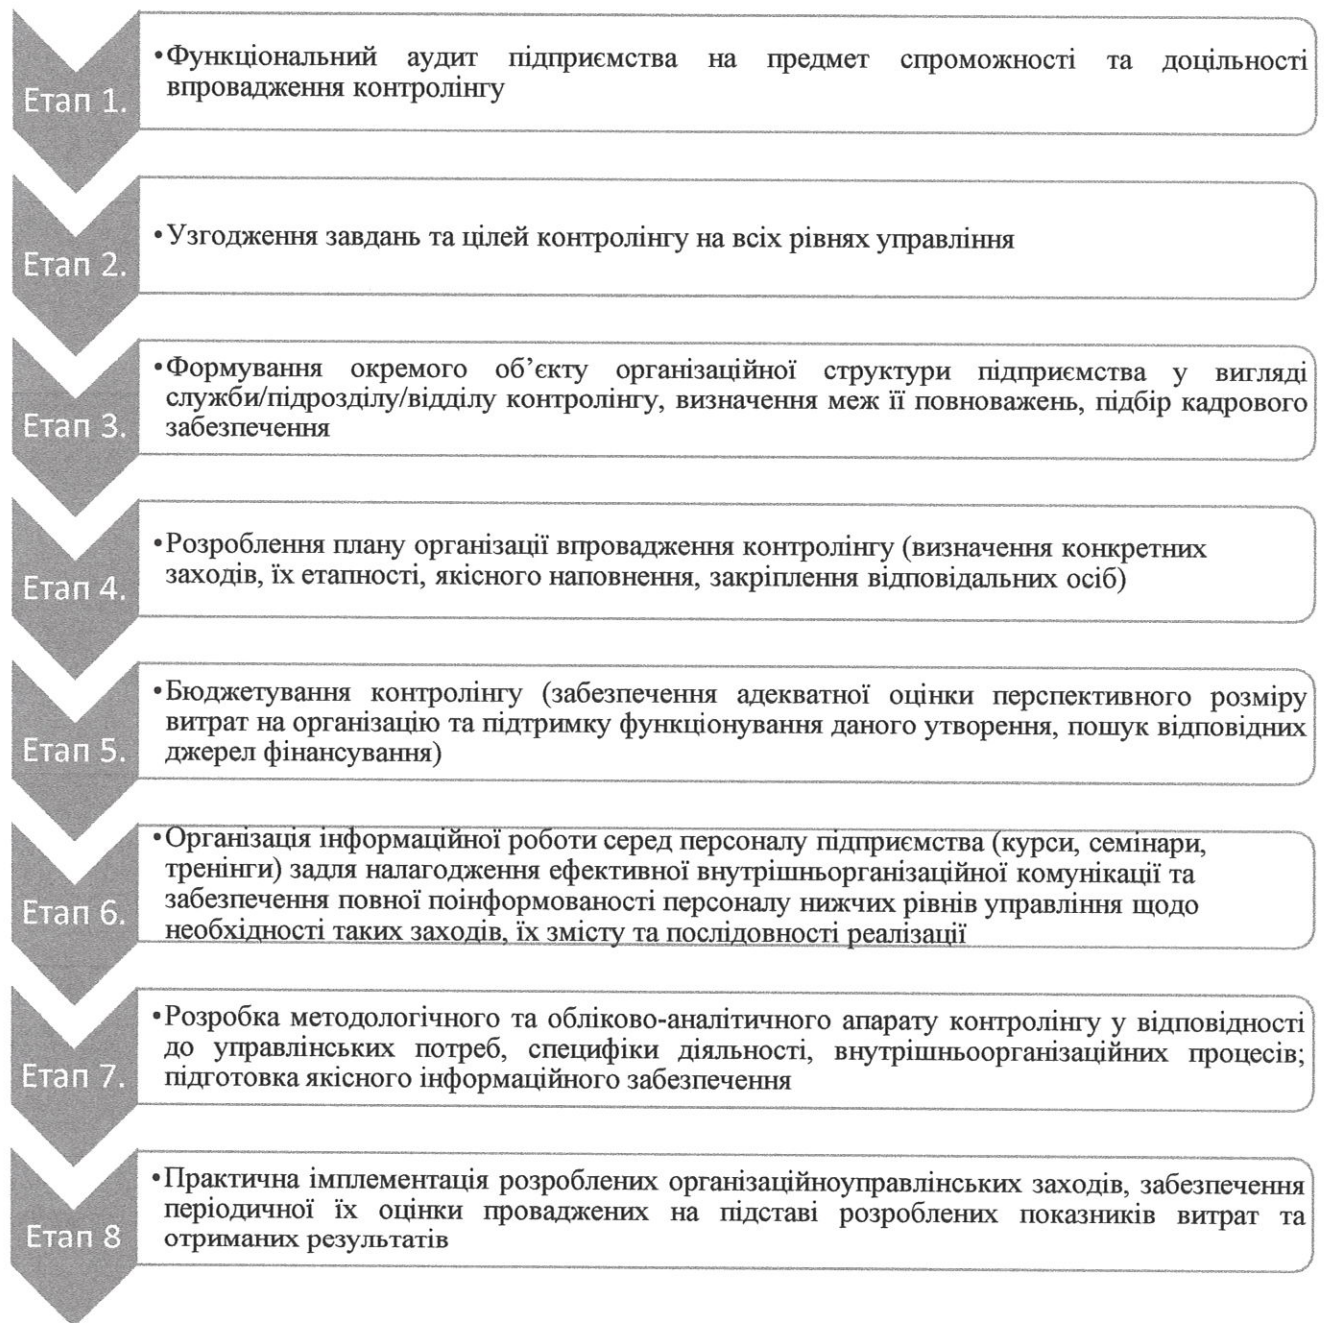 •Функціональний аудит підприємства на предмет спроможності та доцільності
впровадження контролінгу
Етап 1.
•Узгодження завдань та цілей контролінгу на всіх рівнях управління
Етап 2.
•Формування окремого об’єкту організаційної структури підприємства у вигляді
служби/підрозділу/відділу контролінгу, визначення меж її повноважень, підбір кадрового
забезпечення
Етап 3.
•Розроблення плану організації впровадження контролінгу (визначення конкретних
заходів, їх етапності, якісного наповнення, закріплення відповідальних осіб)
Етап 4.
•Бюджетування контролінгу (забезпечення адекватної оцінки перспективного розміру
витрат на організацію та підтримку функціонування даного утворення, пошук відповідних
джерел фінансування)
Етап 5.
•Організація інформаційної роботи серед персоналу підприємства (курси, семінари,
тренінги) задля налагодження ефективної внутрішньорганізаційної комунікації та
забезпечення повної поінформованості персоналу нижчих рівнів управління щодо
необхідності таких заходів, їх змісту та послідовності реалізації
Етап 6.
•Розробка методологічного та обліково-аналітичного апарату контролінгу у відповідності
до управлінських потреб, специфіки діяльності, внутрішньоорганізаційних процесів;
підготовка якісного інформаційного забезпечення
Етап 7.
•Практична імплементація розроблених організаційноуправлінських заходів, забезпечення
періодичної їх оцінки проваджених на підставі розроблених показників витрат та
отриманих результатів
Етап 8